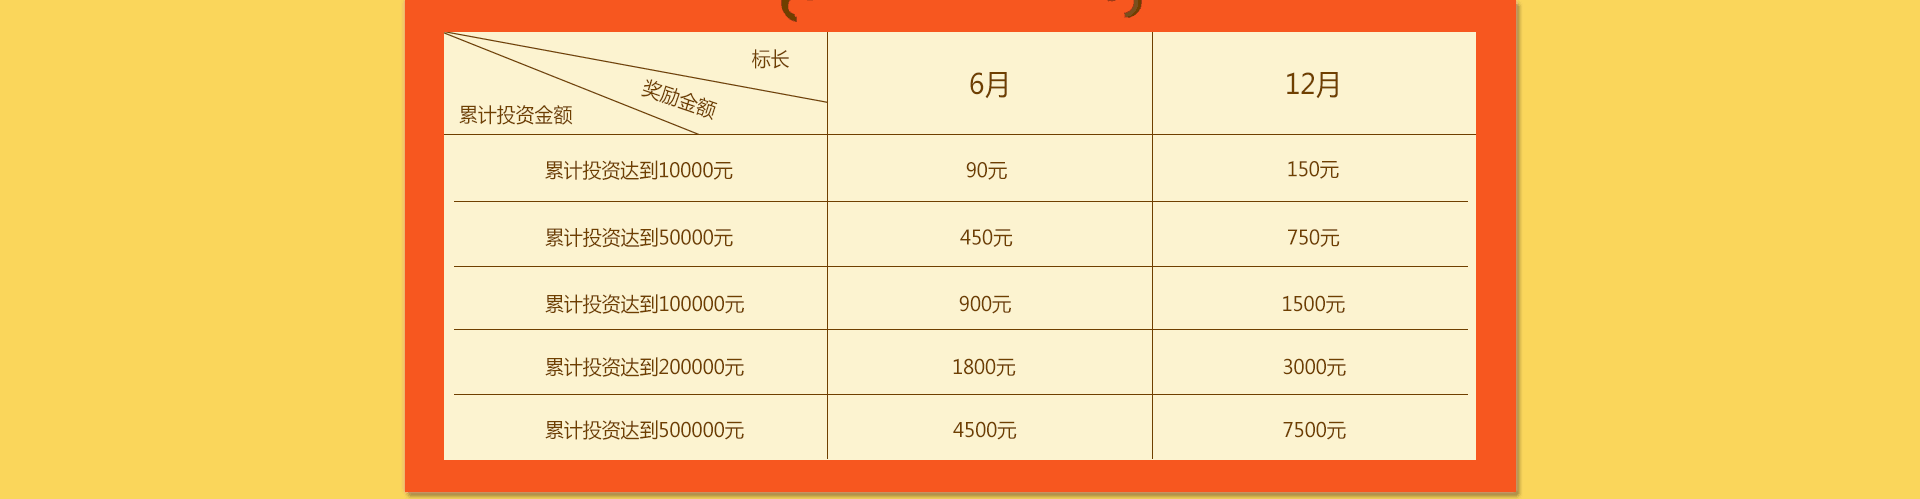 标长
奖励金额
累计投资金额
6月
12月
累计投资达到10000元
90元
150元
累计投资达到50000元
450元
750元
累计投资达到100000元
900元
1500元
累计投资达到200000元
1800元
3000元
累计投资达到500000元
4500元
7500元